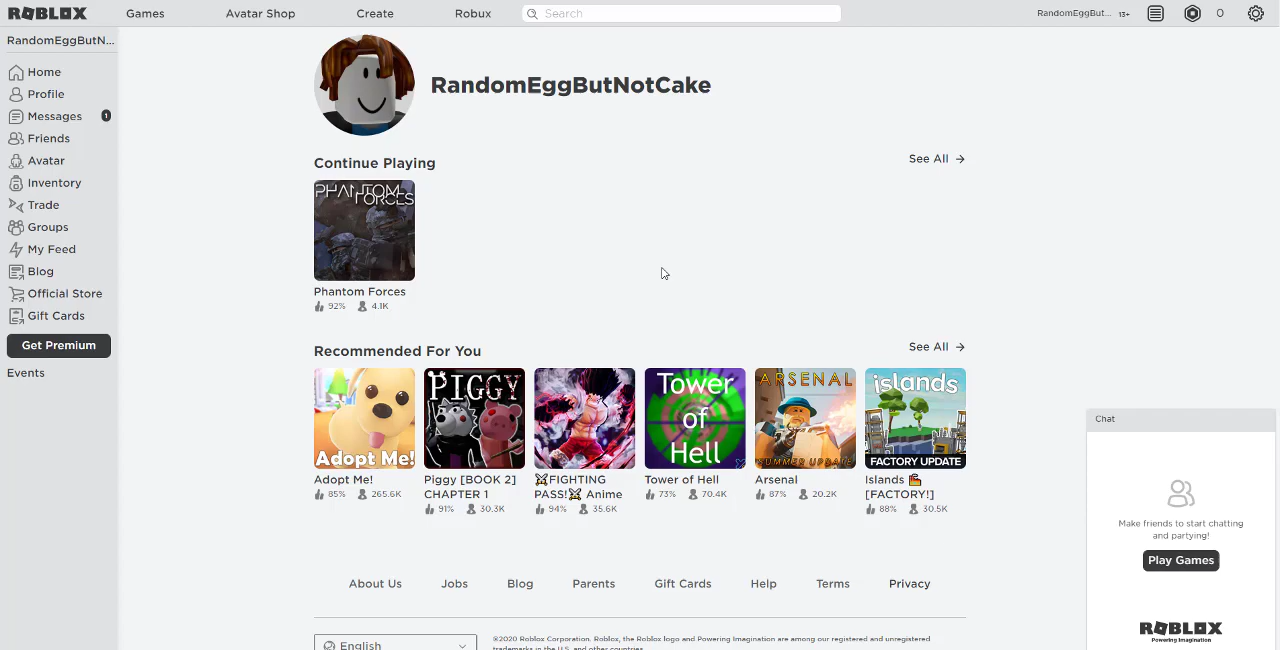 ROBLOX Games Avatar Shop Create Robux Search RandomEggBut... 13+ 0
RandomEggButN...
Home
Profile
Messages 1
Friends
Avatar
Inventory
Trade
Groups
My Feed
Blog
Official Store
Gift Cards
Get Premium
Events
RandomEggButNotCake
Continue Playing See All
PHANTOM
FORCES
Phantom Forces
92% 4.1K
Recommended For You See All
Adopt Me!
Adopt Me!
85% 265.6K
PIGGY
Piggy [BOOK 2]
CHAPTER 1
91% 30.3K
⚔️FIGHTING
PASS!⚔️ Anime
94% 35.6K
Tower
of
Hell
Tower of Hell
73% 70.4K
ARSENAL
SUMMER UPDATE
Arsenal
87% 20.2K
islands
FACTORY UPDATE
Islands
[FACTORY!]
88% 30.5K
About Us Jobs Blog Parents Gift Cards Help Terms Privacy
English
©2020 Roblox Corporation. Roblox, the Roblox logo and Powering Imagination are among our registered and unregistered
trademarks in the U.S. and other countries.
Chat
Make friends to start chatting
and partying!
Play Games
ROBLOX
Powering Imagination